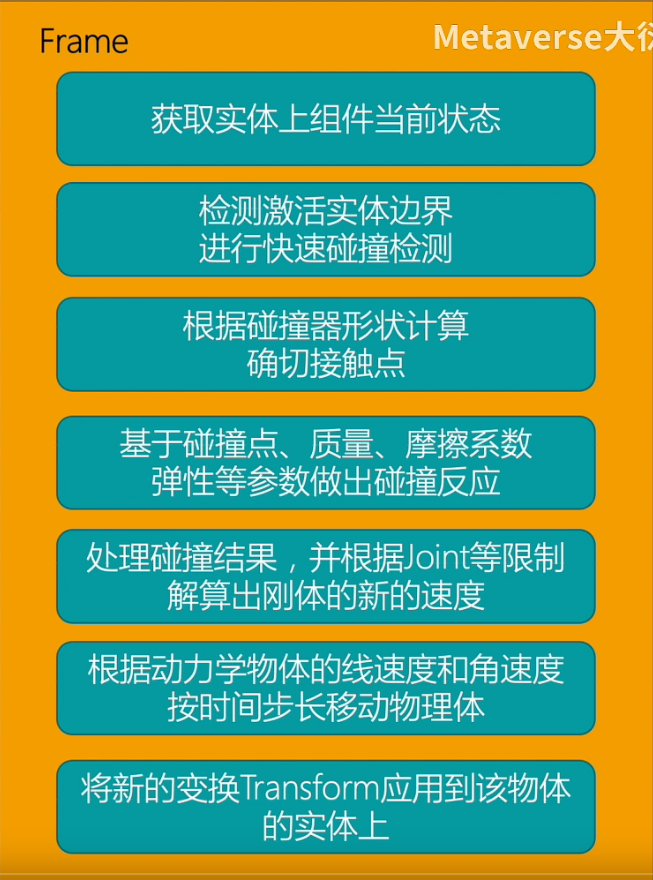 Frame
Metaverse大衍
获取实体上组件当前状态
检测激活实体边界
进行快速碰撞检测
根据碰撞器形状计算
确切接触点
基于碰撞点、质量、摩擦系数
弹性等参数做出碰撞反应
处理碰撞结果，并根据Joint等限制
解算出刚体的新的速度
根据动力学物体的线速度和角速度
按时间步长移动物理体
将新的变换Transform应用到该物体
的实体上